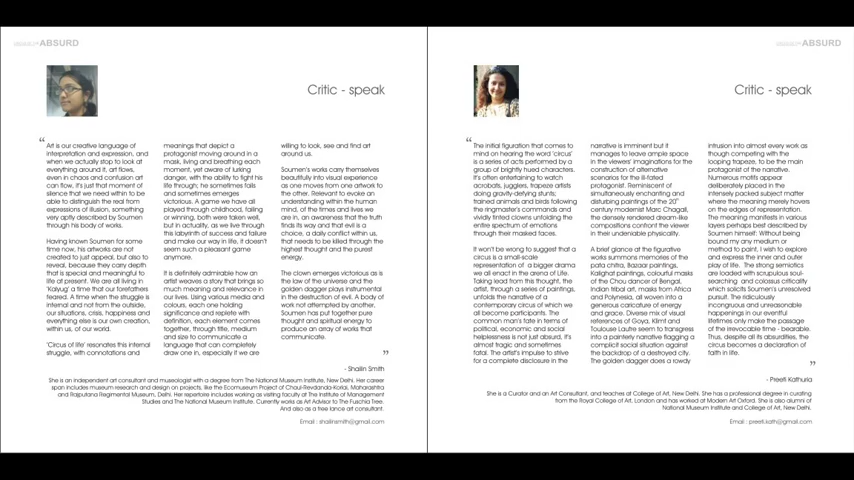 ABSURD
Critic - speak
“
Art is our creative language of
interpretation and expression, and
when we actually stop to look at
everything around it, art flows,
even in chaos and confusion art
can flow, it's just that moment of
silence that we need within to be
able to distinguish the real from
expressions of illusion, something
very aptly described by Soumen
through his body of works.
Having known Soumen for some
time now, his artworks are not
created to just appeal, but also to
reveal, because they carry depth
that is special and meaningful to
life at present. We are all living in
'Kalyug' a time that our forefathers
feared. A time when the struggle is
internal and not from the outside,
our situations, crisis, happiness and
everything else is our own creation,
within us, of our world.
'Circus of life' resonates this internal
struggle, with connotations and
meanings that depict a
protagonist moving around in a
mask, living and breathing each
moment, yet aware of lurking
danger, with the ability to fight his
life through; he sometimes fails
and sometimes emerges
victorious. A game we have all
played through childhood, failing
or winning, both were taken well,
but in actuality, as we live through
this labyrinth of success and failure
and make our way in life, it doesn't
seem such a pleasant game
anymore.
It is definitely admirable how an
artist weaves a story that brings so
much meaning and relevance in
our lives. Using various media and
colours, each one holding
significance and replete with
definition, each element comes
together, through title, medium
and size to communicate a
language that can completely
draw one in, especially if we are
willing to look, see and find art
around us.
Soumen's works carry themselves
beautifully into visual experience
as one moves from one artwork to
the other. Relevant to evoke an
understanding within the human
mind, of the times and lives we
are in, an awareness that the truth
finds its way and that evil is a
choice, a daily conflict within us,
that needs to be killed through the
highest thought and the purest
energy.
The clown emerges victorious as is
the law of the universe and the
golden dagger plays instrumental
in the destruction of evil. A body of
work not attempted by another,
Soumen has put together pure
thought and spiritual energy to
produce an array of works that
communicate.
”
- Shailin Smith
She is an independent art consultant and museologist with a degree from The National Museum Institute, New Delhi. Her career
span includes museum research and design on projects. like the Ecomuseum Project of Chaul-Revdanda-Korlai, Maharashtra
and Rajputana Regimental Museum, Delhi. Her repertoire includes working as visiting faculty at The Institute of Management
Studies and The National Museum Institute. Currently works as Art Advisor to The Fuschia Tree.
And also as a free lance art consultant.
Email : shailinsmith@gmail.com
ABSURD
Critic - speak
“
The initial figuration that comes to
mind on hearing the word 'circus'
is a series of acts performed by a
group of brightly hued characters.
It's often entertaining to watch
acrobats, jugglers, trapeze artists
doing gravity-defying stunts;
trained animals and birds following
the ringmaster's commands and
vividly tinted clowns unfolding the
entire spectrum of emotions
through their masked faces.
It won't be wrong to suggest that a
circus is a small-scale
representation of a bigger drama
we all enact in the arena of Life.
Taking lead from this thought, the
artist, through a series of paintings,
unfolds the narrative of a
contemporary circus of which we
all become participants. The
common man's fate in terms of
political, economic and social
helplessness is not just absurd, it's
almost tragic and sometimes
fatal. The artist's impulse to strive
for a complete disclosure in the
narrative is imminent but it
manages to leave ample space
in the viewers' imaginations for the
construction of alternative
scenarios for the ill-fated
protagonist. Reminiscent of
simultaneously enchanting and
disturbing paintings of the 20th
century modernist Marc Chagall,
the densely rendered dream-like
compositions confront the viewer
in their undeniable physicality.
A brief glance at the figurative
works summons memories of the
pata chitra, Bazaar paintings,
Kalighat paintings, colourful masks
of the Chou dancer of Bengal,
Indian tribal art, masks from Africa
and Polynesia, all woven into a
generous caricature of energy
and grace. Diverse mix of visual
references of Goya, Klimt and
Toulouse Lautre seem to transgress
into a painterly narrative flagging a
complicit social situation against
the backdrop of a destroyed city.
The golden dagger does a rowdy
intrusion into almost every work as
though competing with the
looping trapeze, to be the main
protagonist of the narrative.
Numerous motifs appear
deliberately placed in the
intensely packed subject matter
where the meaning merely hovers
on the edges of representation.
The meaning manifests in various
layers perhaps best described by
Soumen himself: Without being
bound my any medium or
method to paint, I wish to explore
and express the inner and outer
play of life. The strong semiotics
are loaded with scrupulous soul-
searching and colossus criticality
which solicits Soumen's unresolved
pursuit. The ridiculously
incongruous and unreasonable
happenings in our eventful
lifetimes only make the passage
of the irrevocable time - bearable.
Thus, despite all its absurdities, the
circus becomes a declaration of
faith in life.
”
- Preeti Kathuria
She is a Curator and an Art Consultant, and teaches at College of Art, New Delhi. She has a professional degree in curating
from the Royal College of Art, London and has worked at Modern Art Oxford. She is also alumni of
National Museum Institute and College of Art, New Delhi.
Email : preeti.kath@gmail.com